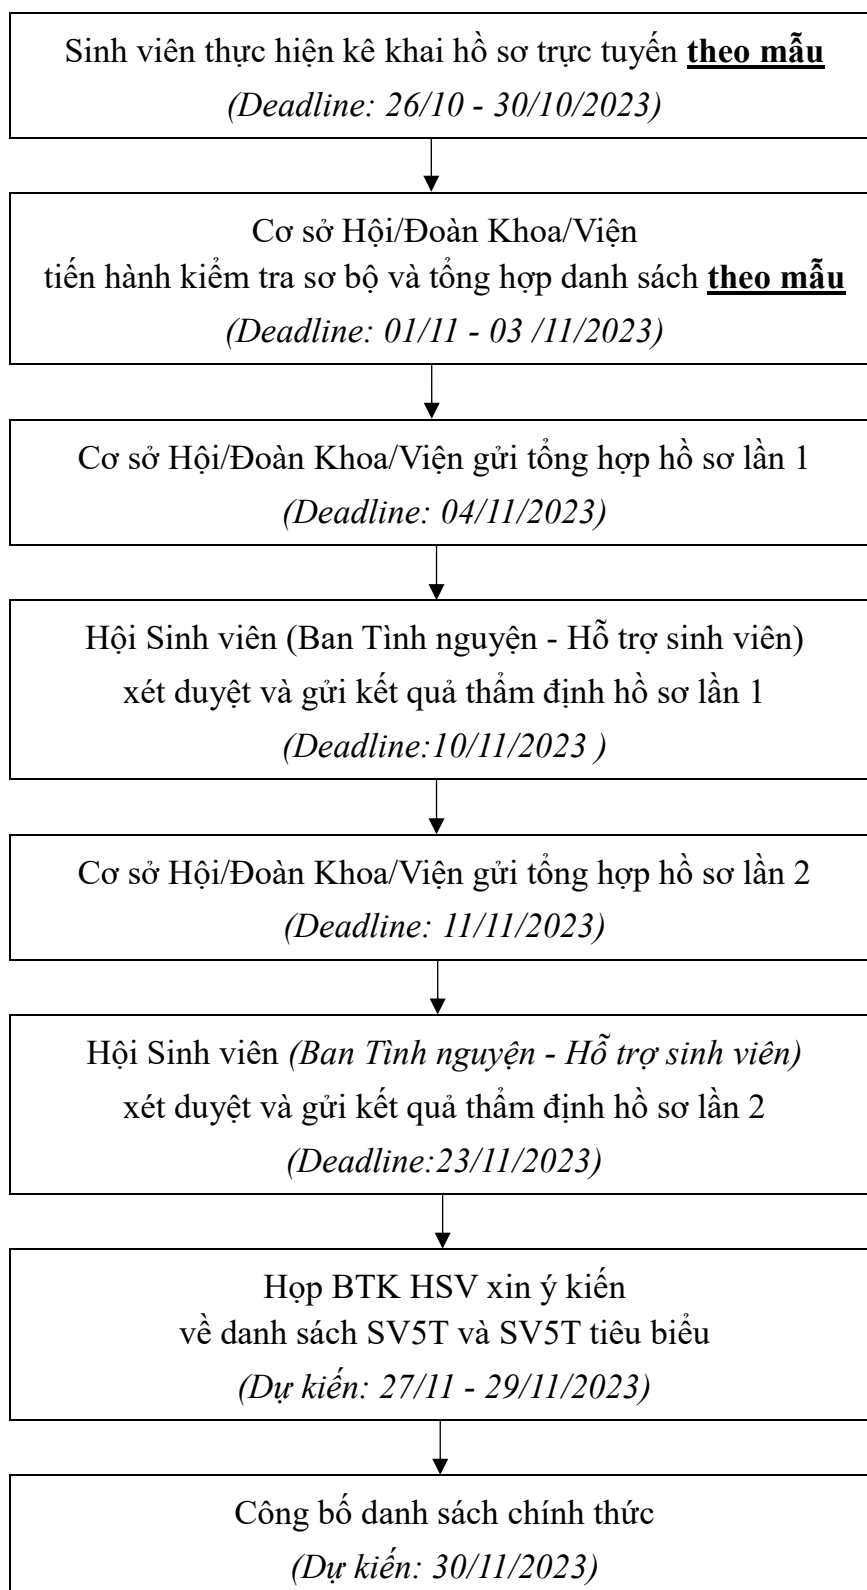 Sinh viên thực hiện kê khai hồ sơ trực tuyến theo mẫu
(Deadline: 26/10 - 30/10/2023)
Cơ sở Hội/Đoàn Khoa/Viện
tiến hành kiểm tra sơ bộ và tổng hợp danh sách theo mẫu
(Deadline: 01/11 - 03 /11/2023)
Cơ sở Hội/Đoàn Khoa/Viện gửi tổng hợp hồ sơ lần 1
(Deadline: 04/11/2023)
Hội Sinh viên (Ban Tình nguyện - Hỗ trợ sinh viên)
xét duyệt và gửi kết quả thẩm định hồ sơ lần 1
(Deadline:10/11/2023 )
Cơ sở Hội/Đoàn Khoa/Viện gửi tổng hợp hồ sơ lần 2
(Deadline: 11/11/2023)
Hội Sinh viên (Ban Tình nguyện - Hỗ trợ sinh viên)
xét duyệt và gửi kết quả thẩm định hồ sơ lần 2
(Deadline:23/11/2023)
Họp BTK HSV xin ý kiến
về danh sách SV5T và SV5T tiêu biểu
(Dự kiến: 27/11 - 29/11/2023)
Công bố danh sách chính thức
(Dự kiến: 30/11/2023)